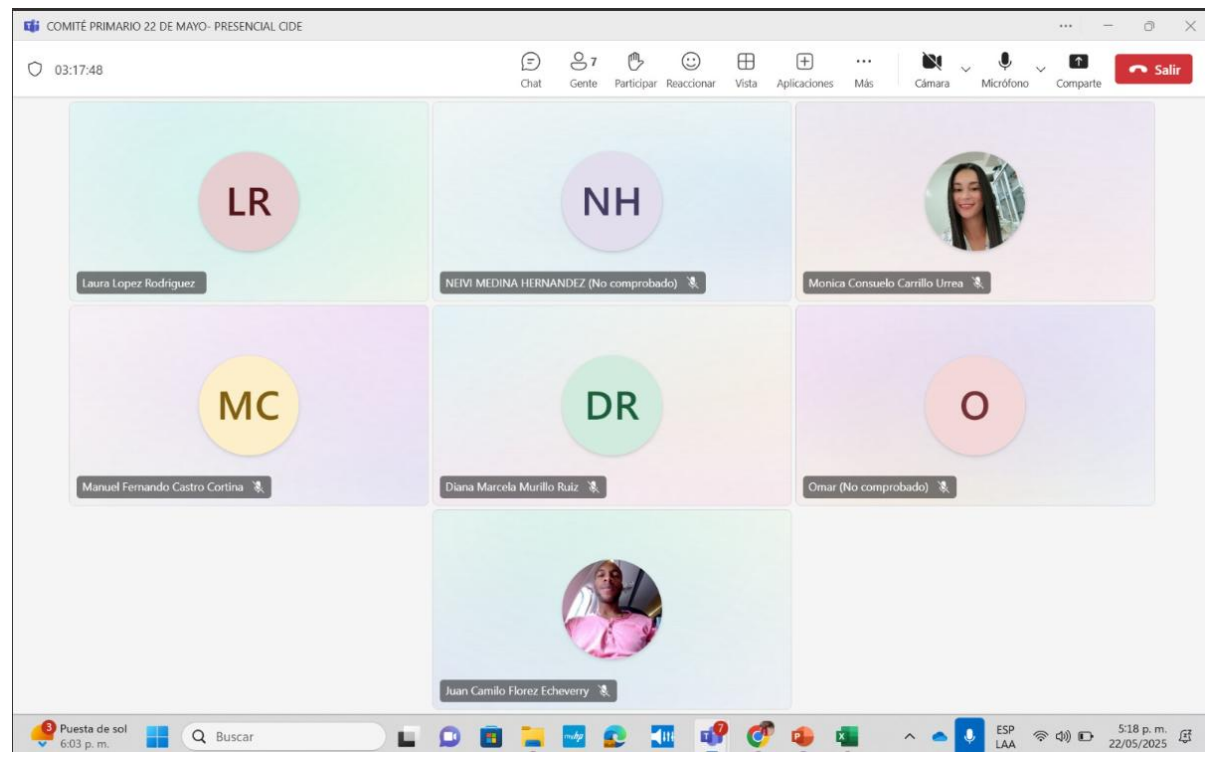 COMITÉ PRIMARIO 22 DE MAYO- PRESENCIAL CIDE
03:17:48
7
Chat
Gente
Participar
Reaccionar
Vista
Aplicaciones
Más
Cámara
Micrófono
Comparte
Salir
LR
Laura Lopez Rodriguez
NH
NEIVI MEDINA HERNANDEZ (No comprobado)
Monica Consuelo Carrillo Urrea
MC
Manuel Fernando Castro Cortina
DR
Diana Marcela Murillo Ruiz
O
Omar (No comprobado)
Juan Camilo Florez Echeverry
3
Puesta de sol
6:03 p. m.
Buscar
7
ESP
LAA
5:18 p. m.
22/05/2025